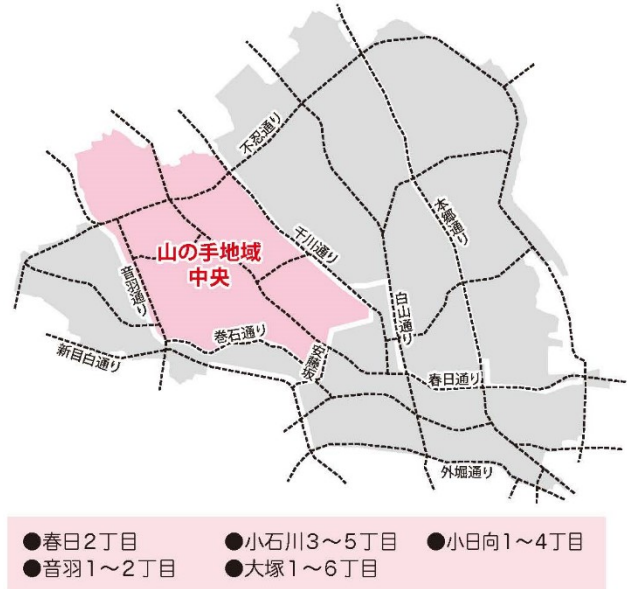 不忍通り
本郷通り
山の手地域
中央
千川通り
音羽通り
白山通り
巻石通り
安藤坂
新目白通り
春日通り
外堀通り
●春日2丁目 ●小石川3〜5丁目 ●小日向1〜4丁目
●音羽1〜2丁目 ●大塚1〜6丁目